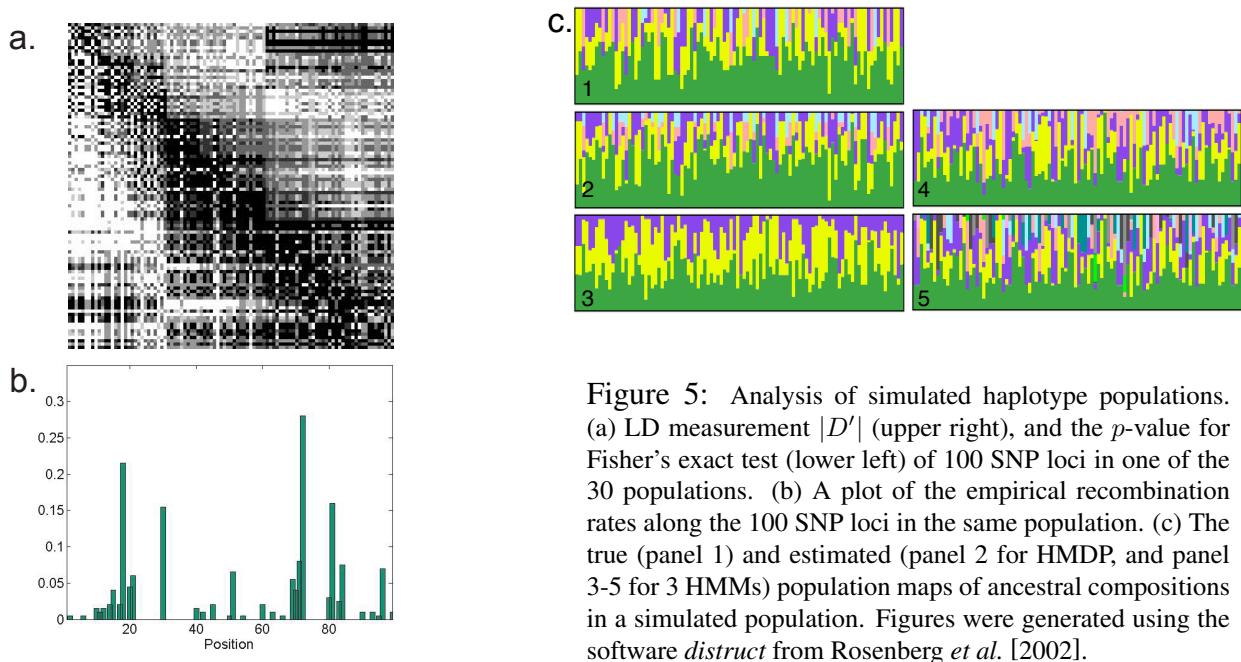 a.
b.
0.3
0.25
0.2
0.15
0.1
0.05
0
20
40
60
80
Position
c.
1
2
3
4
5
Figure 5: Analysis of simulated haplotype populations.
(a) LD measurement |D′| (upper right), and the p-value for
Fisher's exact test (lower left) of 100 SNP loci in one of the
30 populations. (b) A plot of the empirical recombination
rates along the 100 SNP loci in the same population. (c) The
true (panel 1) and estimated (panel 2 for HMDP, and panel
3-5 for 3 HMMs) population maps of ancestral compositions
in a simulated population. Figures were generated using the
software distruct from Rosenberg et al. [2002].